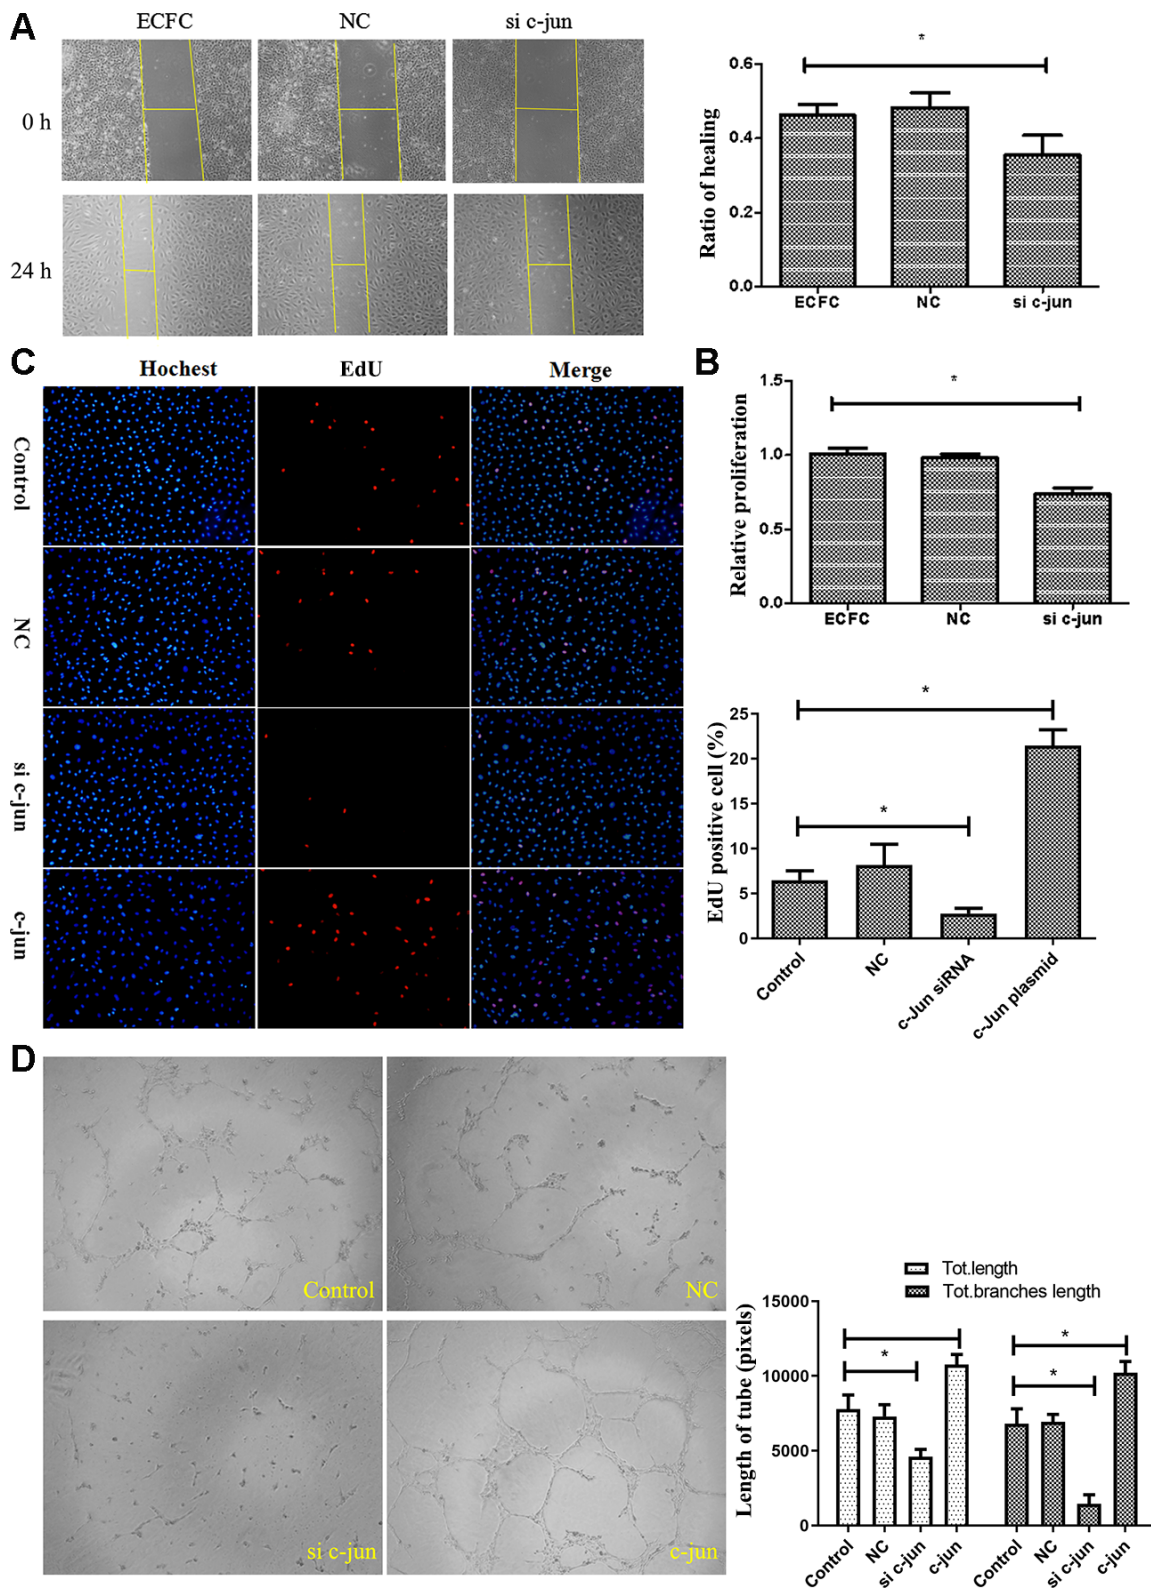 A
ECFC
NC
si c-jun
0 h
24 h
*
Ratio of healing
0.6
0.4
0.2
0.0
ECFC
NC
si c-jun
C
Hochest
EdU
Merge
Control
NC
si c-jun
c-jun
B
*
Relative proliferation
1.5
1.0
0.5
0.0
ECFC
NC
si c-jun
*
*
EdU positive cell (%)
25
20
15
10
5
0
Control
NC
c-Jun siRNA
c-Jun plasmid
D
Control
NC
si c-jun
c-jun
Tot.length
Tot.branches length
Length of tube (pixels)
15000
10000
5000
0
*
*
*
Control
NC
si c-jun
c-jun
Control
NC
si c-jun
c-jun